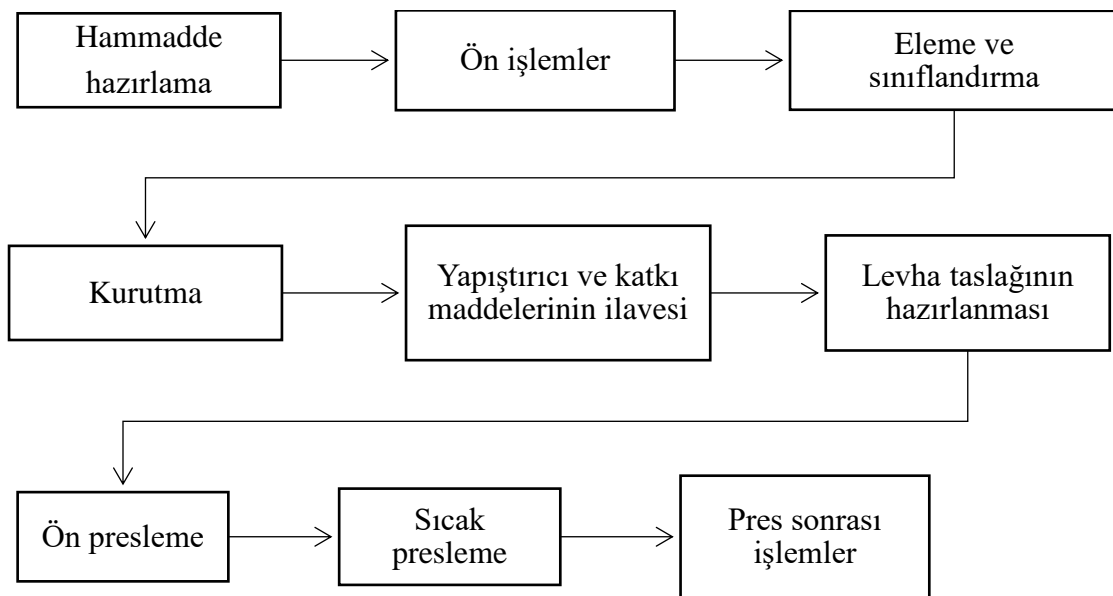 Hammadde
hazırlama
Ön işlemler
Eleme ve
sınıflandırma
Kurutma
Yapıştırıcı ve katkı
maddelerinin ilavesi
Levha taslağının
hazırlanması
Ön presleme
Sıcak
presleme
Pres sonrası
işlemler